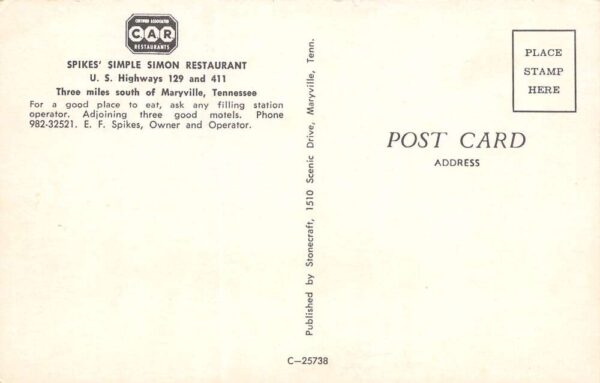 CERTIFIED ASSOCIATED
CAR
RESTAURANTS
SPIKES' SIMPLE SIMON RESTAURANT
U. S. Highways 129 and 411
Three miles south of Maryville, Tennessee
For a good place to eat, ask any filling station
operator. Adjoining three good motels. Phone
982-32521. E. F. Spikes, Owner and Operator.
Published by Stonecraft, 1510 Scenic Drive, Maryville, Tenn.
C—25738
PLACE
STAMP
HERE
POST CARD
ADDRESS